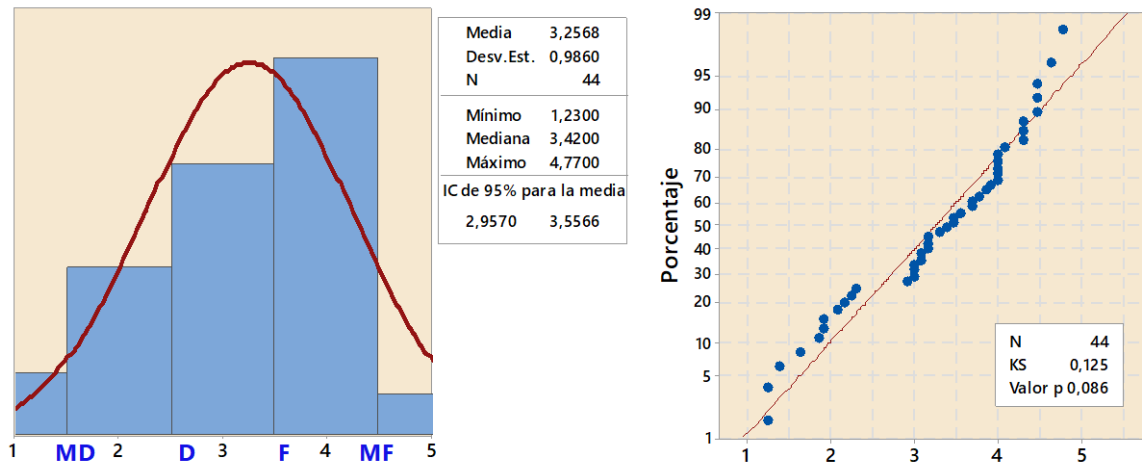 Media 3,2568
Desv.Est. 0,9860
N 44
Mínimo 1,2300
Mediana 3,4200
Máximo 4,7700
IC de 95% para la media
2,9570 3,5566
1 MD 2 D 3 F 4 MF 5
Porcentaje
99
95
90
80
70
60
50
40
30
20
10
5
1
N 44
KS 0,125
Valor p 0,086
1 2 3 4 5